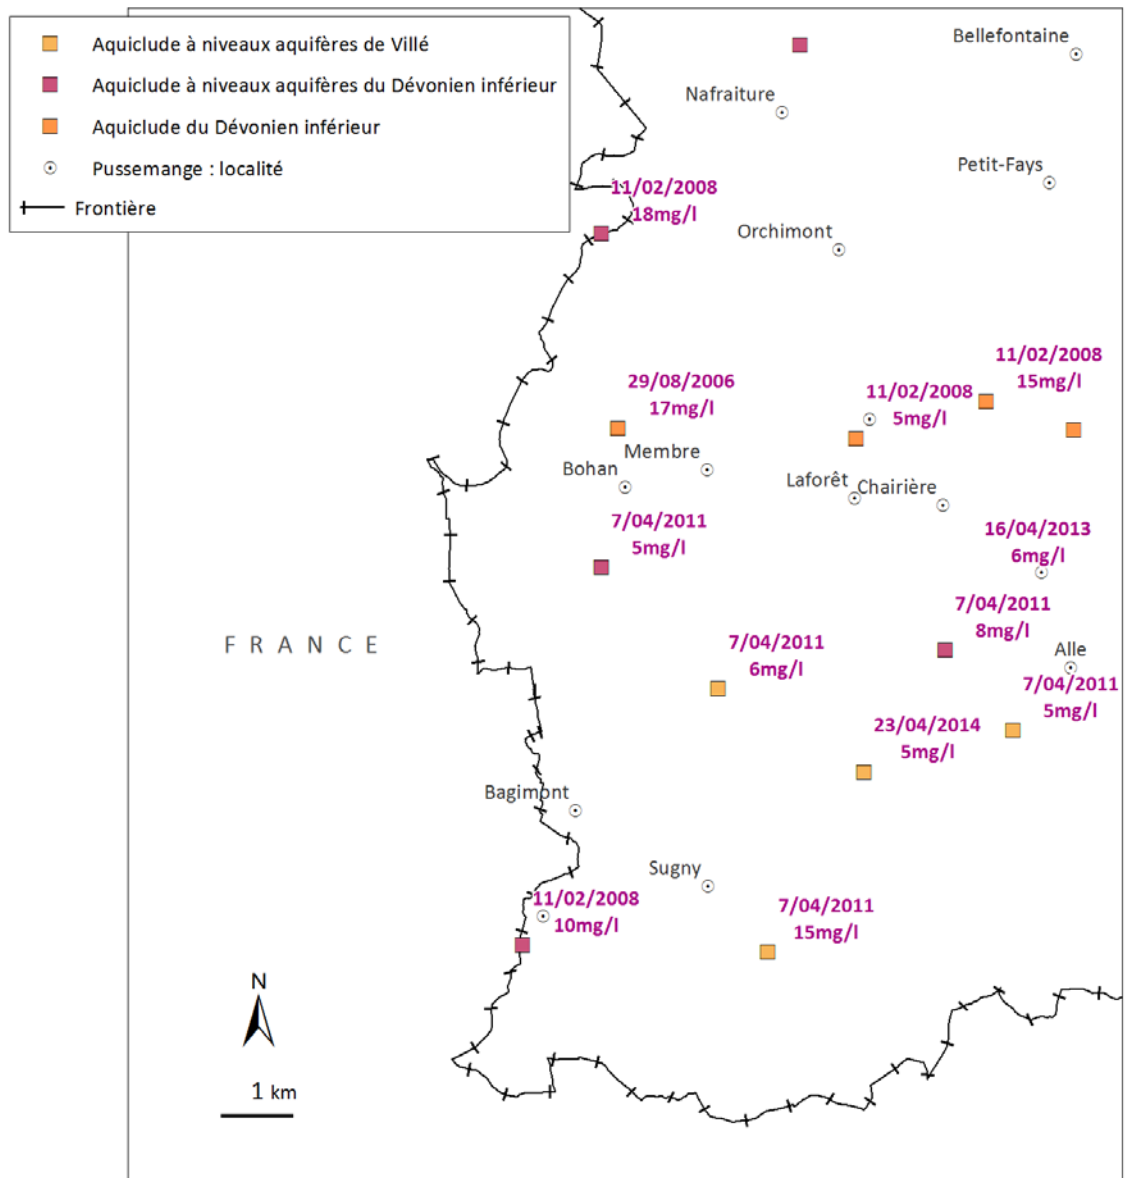 Aquiclude à niveaux aquifères de Villé
Aquiclude à niveaux aquifères du Dévonien inférieur
Aquiclude du Dévonien inférieur
Pussemange : localité
Frontière
Bellefontaine
Nafraiture
Petit-Fays
11/02/2008
18mg/l
Orchimont
11/02/2008
15mg/l
29/08/2006
17mg/l
11/02/2008
5mg/l
Membre
Bohan
Laforêt
Chairière
7/04/2011
5mg/l
16/04/2013
6mg/l
7/04/2011
8mg/l
FRANCE
7/04/2011
6mg/l
Alle
7/04/2011
5mg/l
23/04/2014
5mg/l
Bagimont
Sugny
11/02/2008
10mg/l
7/04/2011
15mg/l
N
1 km